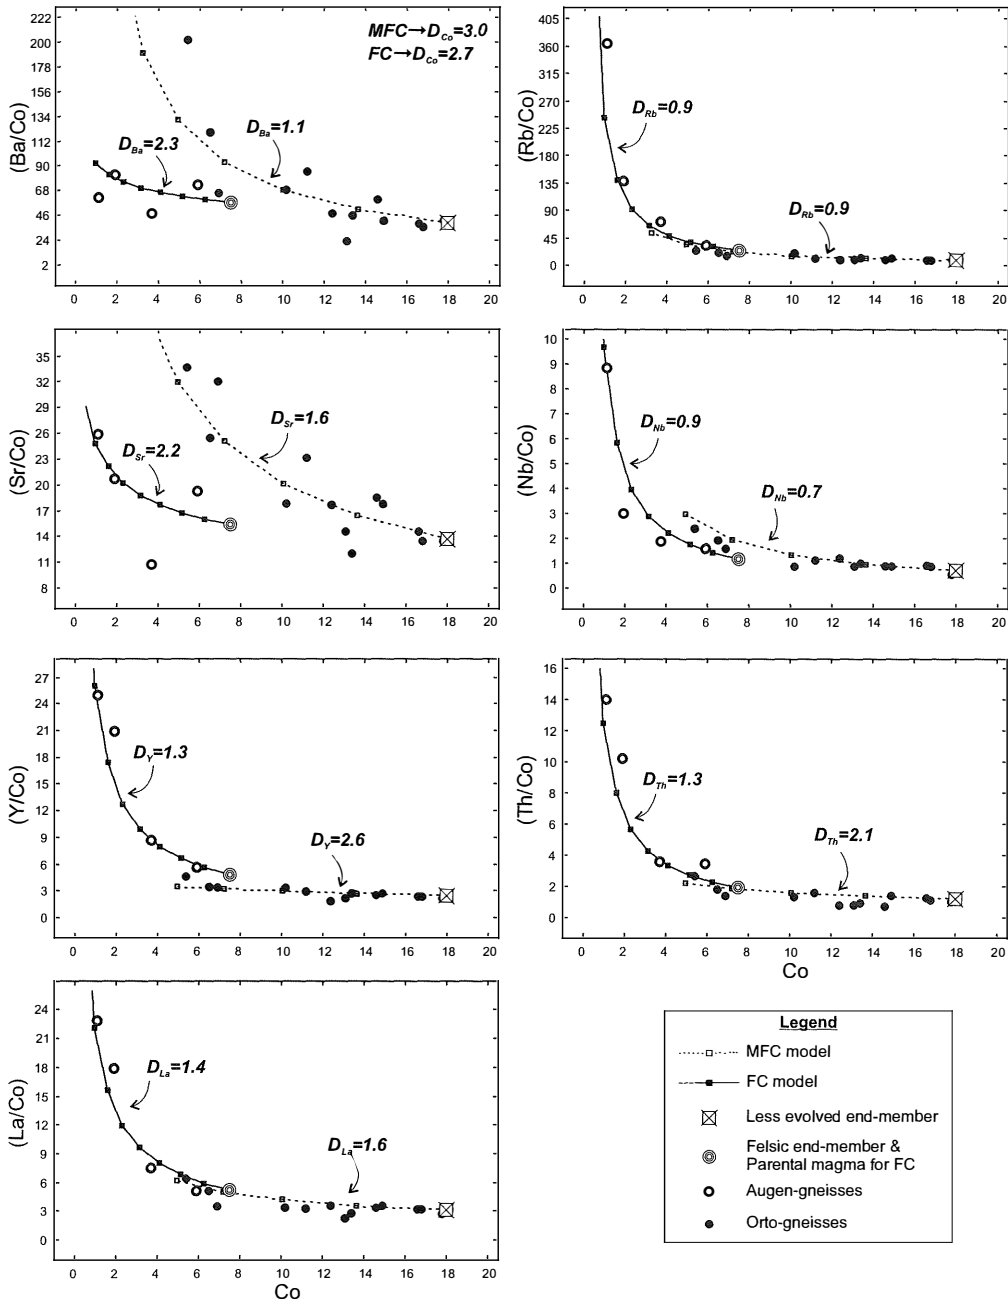 MFC→D_Co=3.0
FC→D_Co=2.7
(Ba/Co)
222
200
178
156
134
112
90
68
46
24
2
D_Ba=2.3
D_Ba=1.1
0 2 4 6 8 10 12 14 16 18 20
(Rb/Co)
405
360
315
270
225
180
135
90
45
0
D_Rb=0.9
D_Rb=0.9
0 2 4 6 8 10 12 14 16 18 20
(Sr/Co)
35
32
29
26
23
20
17
14
11
8
D_Sr=2.2
D_Sr=1.6
0 2 4 6 8 10 12 14 16 18 20
(Nb/Co)
10
9
8
7
6
5
4
3
2
1
0
D_Nb=0.9
D_Nb=0.7
0 2 4 6 8 10 12 14 16 18 20
(Y/Co)
27
24
21
18
15
12
9
6
3
0
D_Y=1.3
D_Y=2.6
0 2 4 6 8 10 12 14 16 18 20
(Th/Co)
16
14
12
10
8
6
4
2
0
D_Th=1.3
D_Th=2.1
0 2 4 6 8 10 12 14 16 18 20
Co
(La/Co)
24
21
18
15
12
9
6
3
0
D_La=1.4
D_La=1.6
0 2 4 6 8 10 12 14 16 18 20
Co
Legend
MFC model
FC model
Less evolved end-member
Felsic end-member &
Parental magma for FC
Augen-gneisses
Orto-gneisses